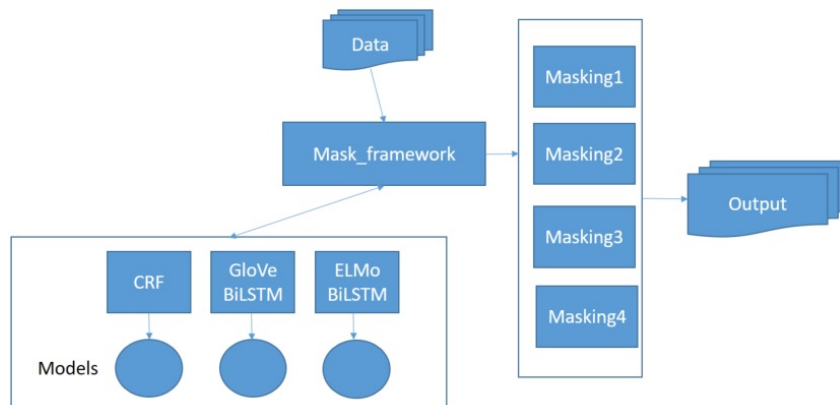 Data
Mask_framework
Masking1
Masking2
Masking3
Masking4
Output
CRF
GloVe
BiLSTM
ELMo
BiLSTM
Models